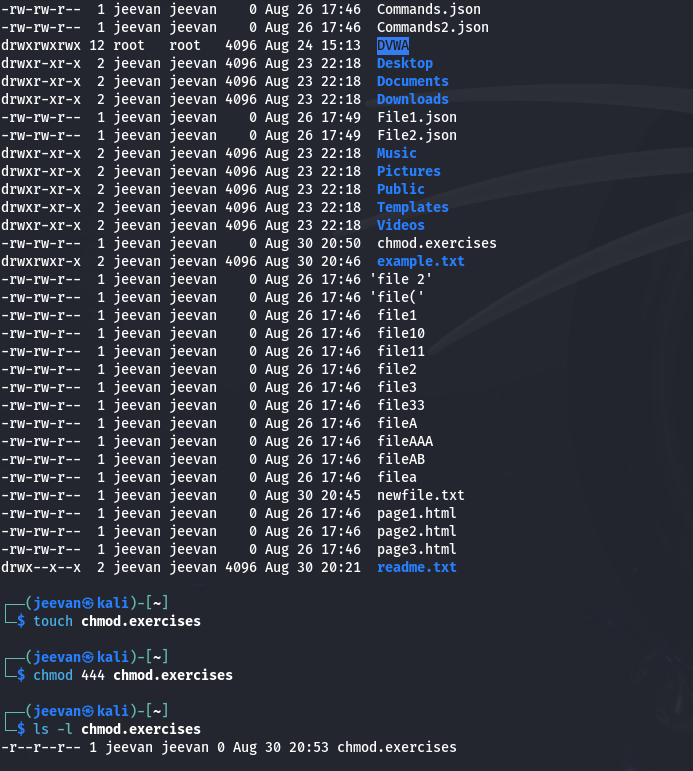 -rw-rw-r-- 1 jeevan jeevan 0 Aug 26 17:46 Commands.json
-rw-rw-r-- 1 jeevan jeevan 0 Aug 26 17:46 Commands2.json
drwxrwxrwx 12 root root 4096 Aug 24 15:13 DVWA
drwxr-xr-x 2 jeevan jeevan 4096 Aug 23 22:18 Desktop
drwxr-xr-x 2 jeevan jeevan 4096 Aug 23 22:18 Documents
drwxr-xr-x 2 jeevan jeevan 4096 Aug 23 22:18 Downloads
-rw-rw-r-- 1 jeevan jeevan 0 Aug 26 17:49 File1.json
-rw-rw-r-- 1 jeevan jeevan 0 Aug 26 17:49 File2.json
drwxr-xr-x 2 jeevan jeevan 4096 Aug 23 22:18 Music
drwxr-xr-x 2 jeevan jeevan 4096 Aug 23 22:18 Pictures
drwxr-xr-x 2 jeevan jeevan 4096 Aug 23 22:18 Public
drwxr-xr-x 2 jeevan jeevan 4096 Aug 23 22:18 Templates
drwxr-xr-x 2 jeevan jeevan 4096 Aug 23 22:18 Videos
-rw-rw-r-- 1 jeevan jeevan 0 Aug 30 20:50 chmod.exercises
drwxrwxr-x 2 jeevan jeevan 4096 Aug 30 20:46 example.txt
-rw-rw-r-- 1 jeevan jeevan 0 Aug 26 17:46 'file 2'
-rw-rw-r-- 1 jeevan jeevan 0 Aug 26 17:46 'file('
-rw-rw-r-- 1 jeevan jeevan 0 Aug 26 17:46 file1
-rw-rw-r-- 1 jeevan jeevan 0 Aug 26 17:46 file10
-rw-rw-r-- 1 jeevan jeevan 0 Aug 26 17:46 file11
-rw-rw-r-- 1 jeevan jeevan 0 Aug 26 17:46 file2
-rw-rw-r-- 1 jeevan jeevan 0 Aug 26 17:46 file3
-rw-rw-r-- 1 jeevan jeevan 0 Aug 26 17:46 file33
-rw-rw-r-- 1 jeevan jeevan 0 Aug 26 17:46 fileA
-rw-rw-r-- 1 jeevan jeevan 0 Aug 26 17:46 fileAAA
-rw-rw-r-- 1 jeevan jeevan 0 Aug 26 17:46 fileAB
-rw-rw-r-- 1 jeevan jeevan 0 Aug 26 17:46 filea
-rw-rw-r-- 1 jeevan jeevan 0 Aug 30 20:45 newfile.txt
-rw-rw-r-- 1 jeevan jeevan 0 Aug 26 17:46 page1.html
-rw-rw-r-- 1 jeevan jeevan 0 Aug 26 17:46 page2.html
-rw-rw-r-- 1 jeevan jeevan 0 Aug 26 17:46 page3.html
drwx--x--x 2 jeevan jeevan 4096 Aug 30 20:21 readme.txt
┌──(jeevan㉿kali)-[~]
└─$ touch chmod.exercises
┌──(jeevan㉿kali)-[~]
└─$ chmod 444 chmod.exercises
┌──(jeevan㉿kali)-[~]
└─$ ls -l chmod.exercises
-r--r--r-- 1 jeevan jeevan 0 Aug 30 20:53 chmod.exercises